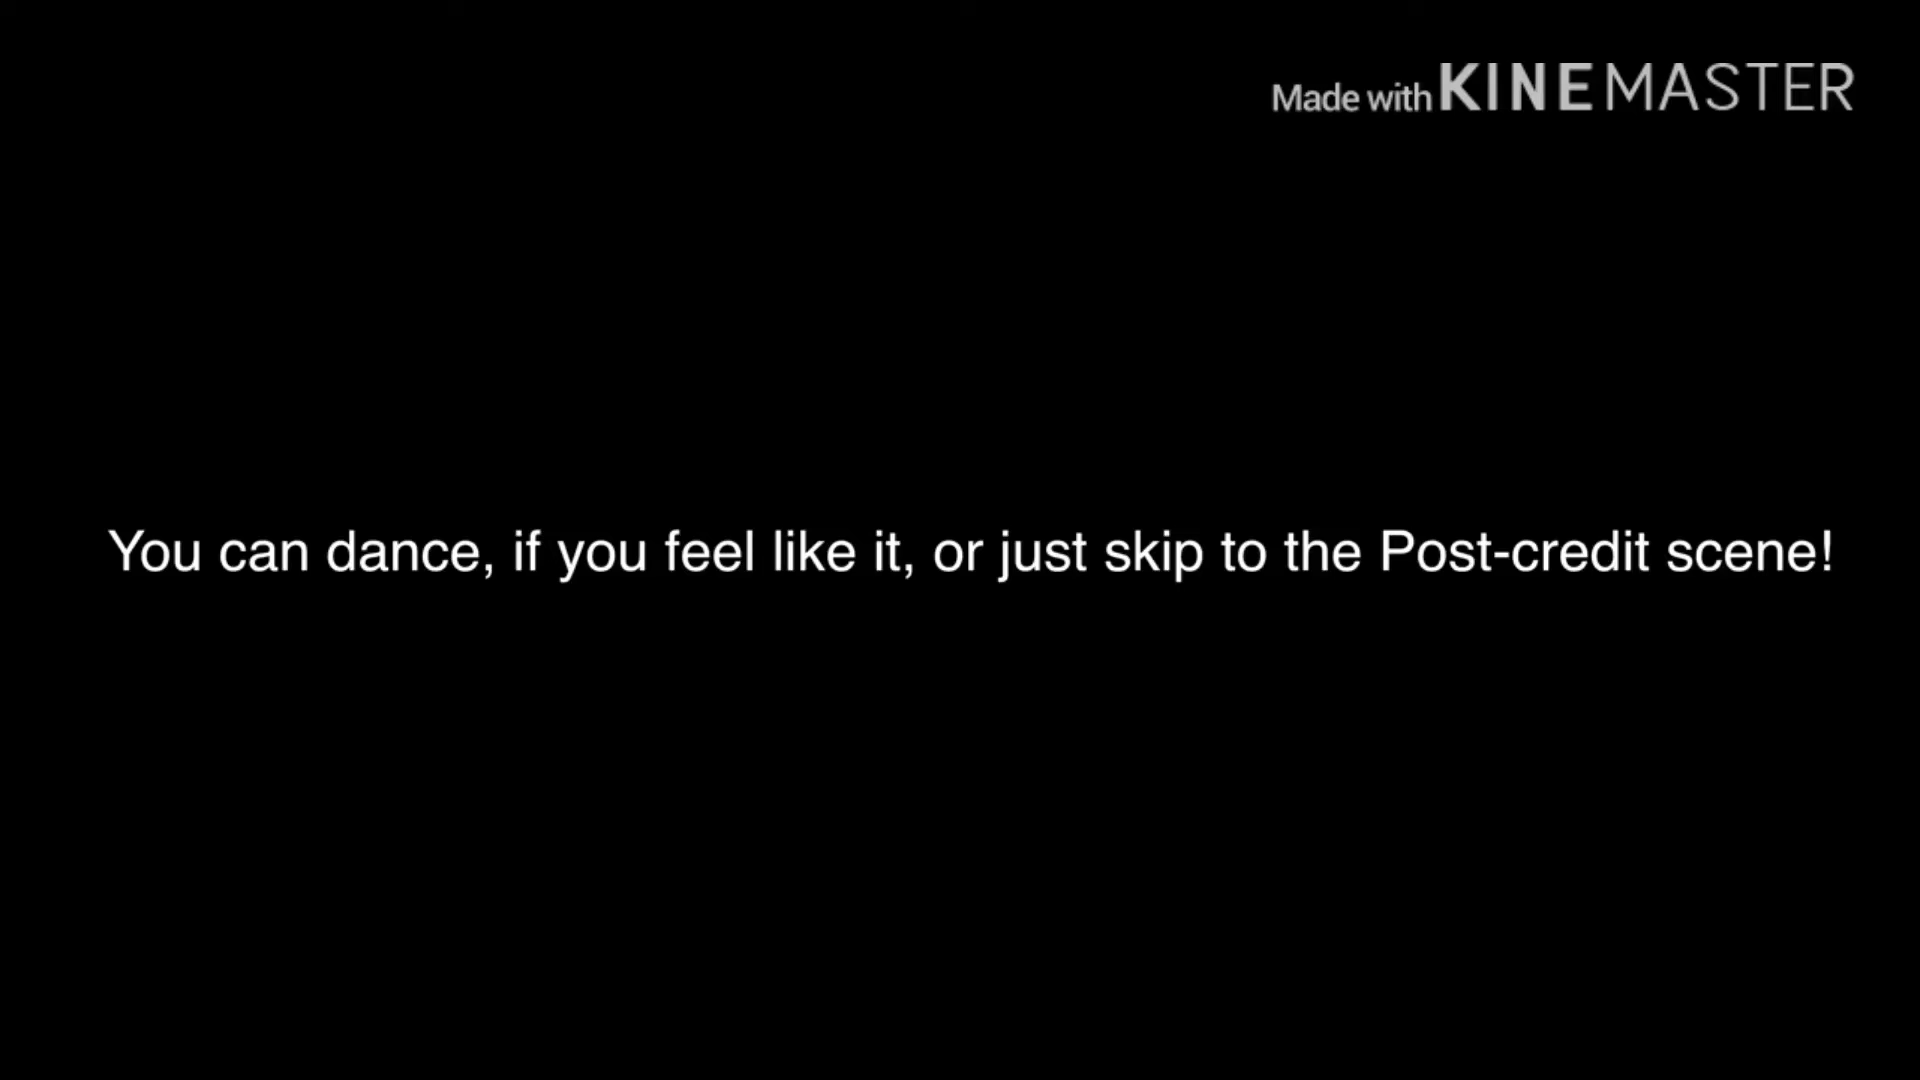 Made with KINEMASTER
You can dance, if you feel like it, or just skip to the Post-credit scene!